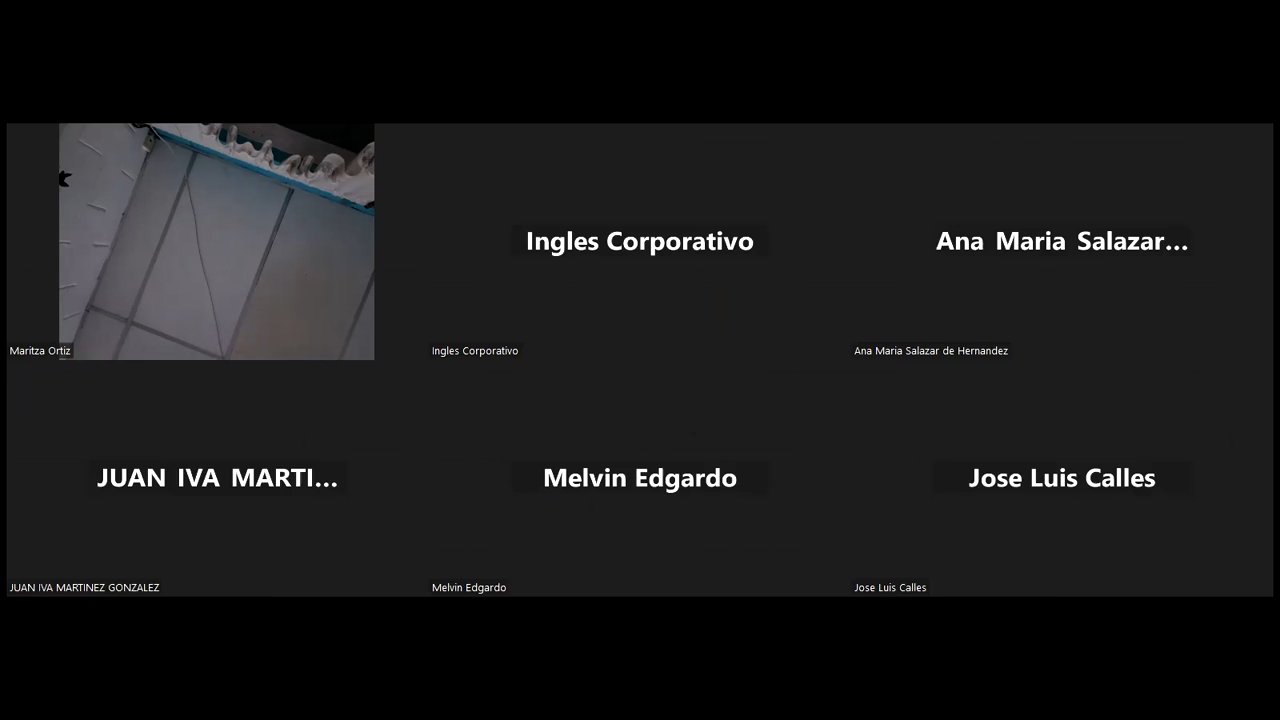 Maritza Ortiz
Ingles Corporativo
Ingles Corporativo
Ana Maria Salazar...
Ana Maria Salazar de Hernandez
JUAN IVA MARTI...
JUAN IVA MARTINEZ GONZALEZ
Melvin Edgardo
Melvin Edgardo
Jose Luis Calles
Jose Luis Calles